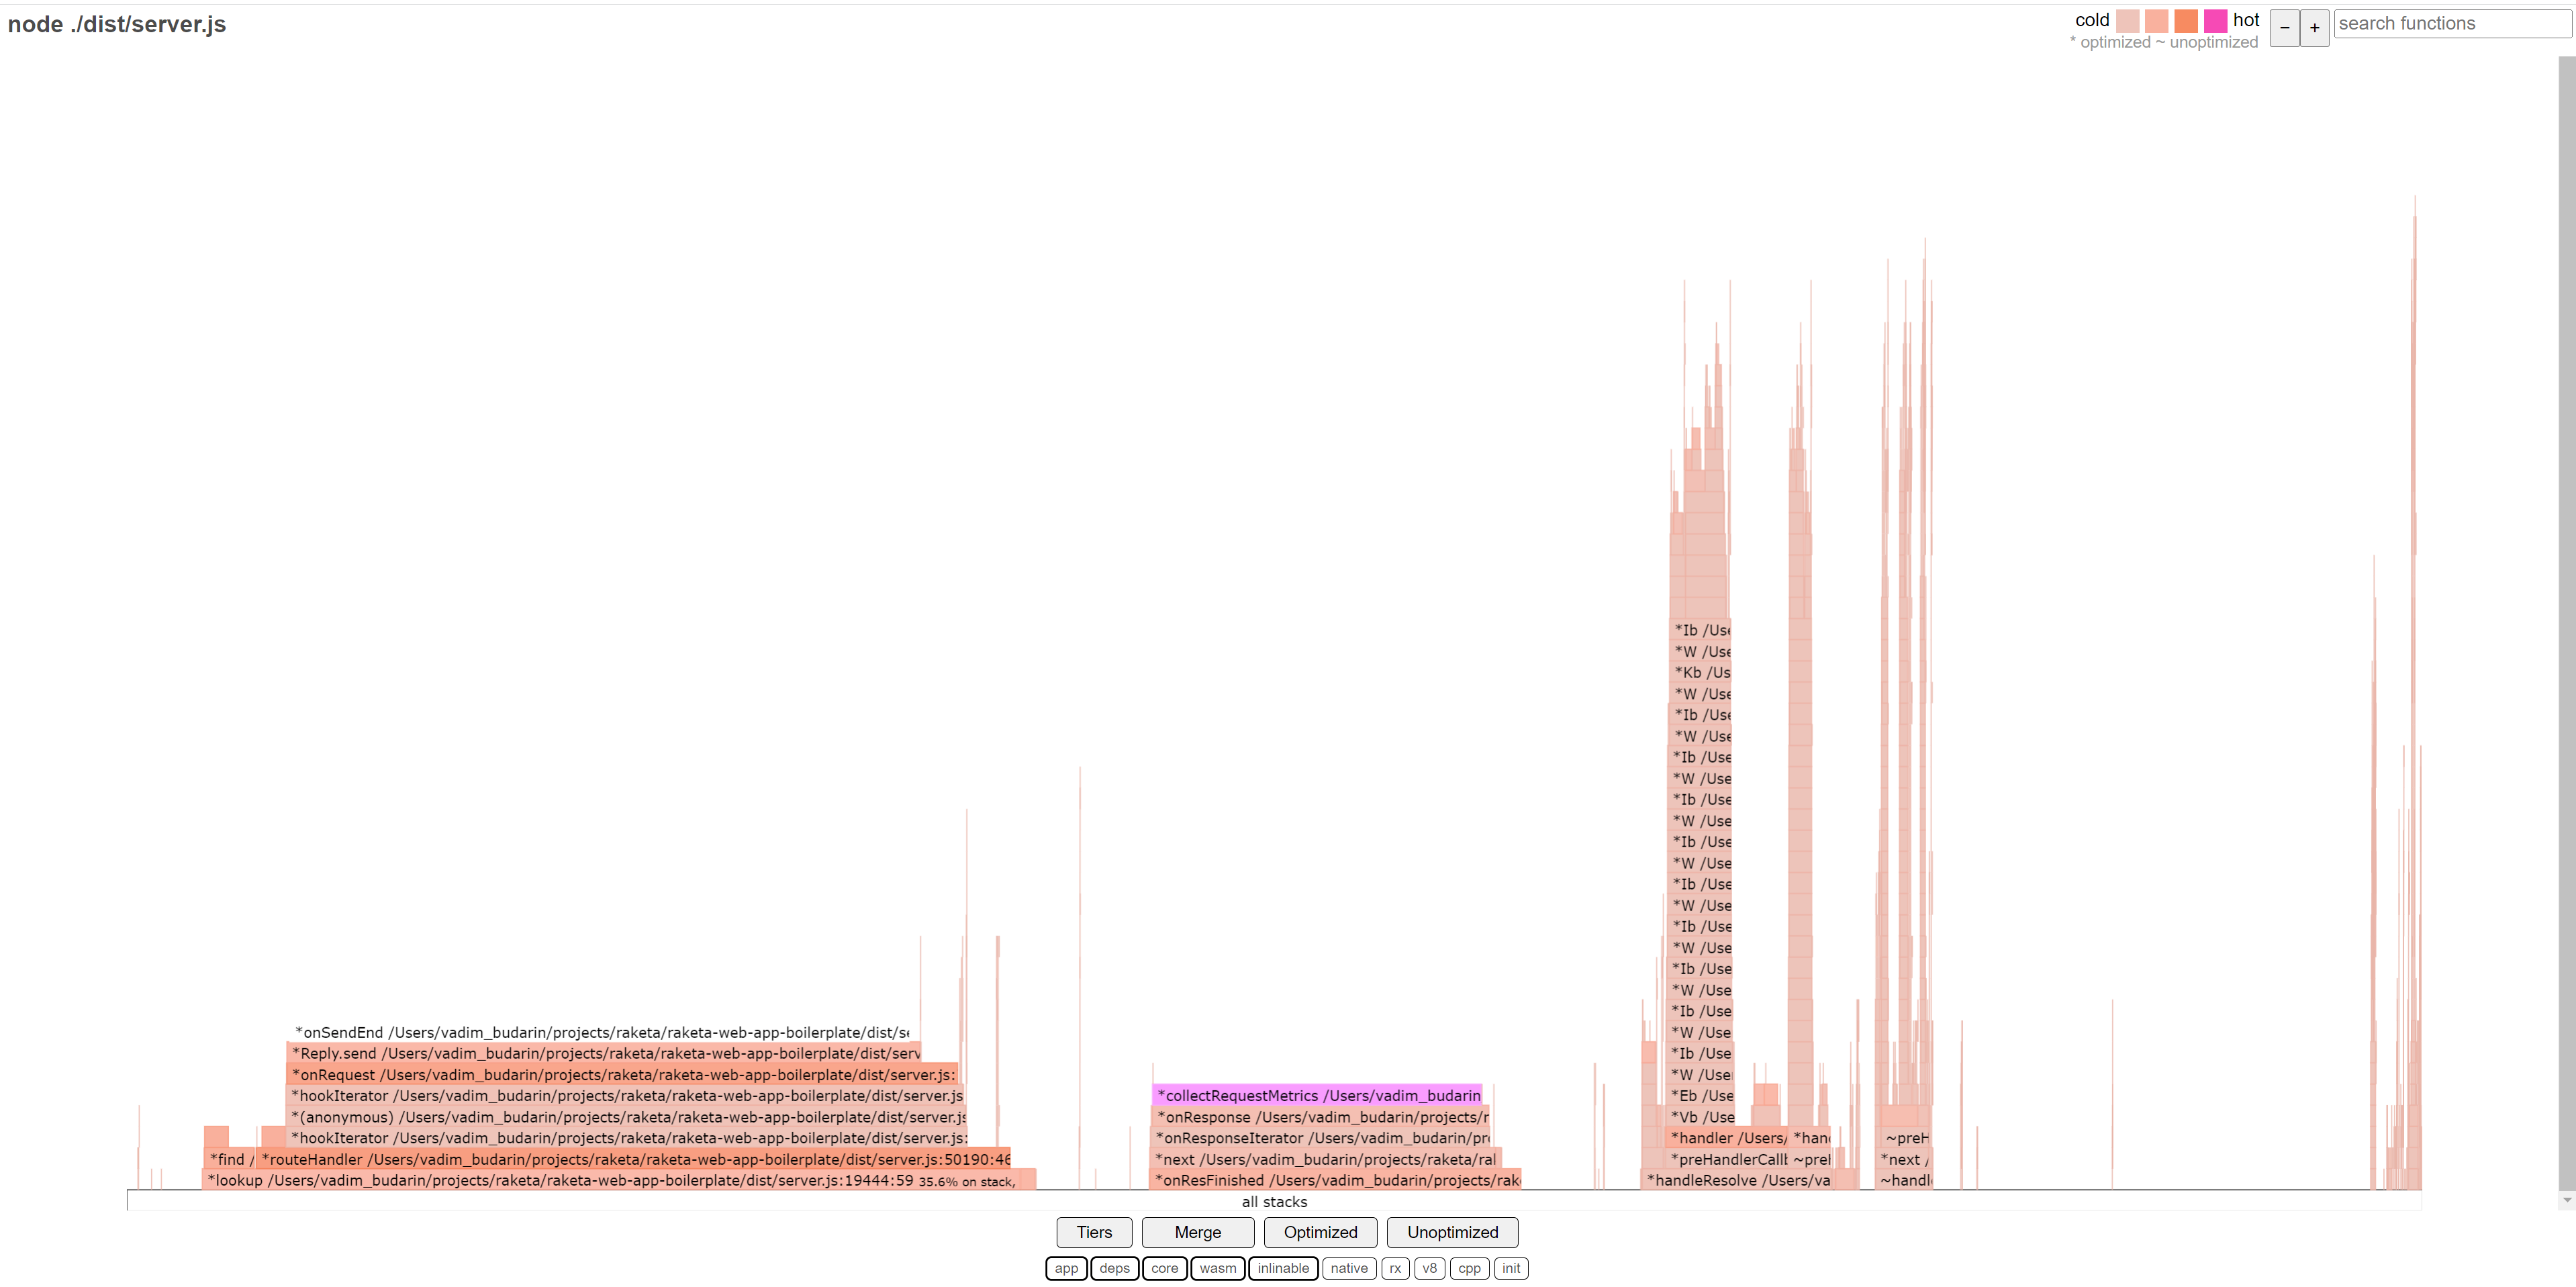 node ./dist/server.js
cold hot
* optimized ~ unoptimized
− +
search functions
*Ib /Use
*W /Use
*Kb /Us
*W /Use
*Ib /Use
*W /Use
*Ib /Use
*W /Use
*Ib /Use
*W /Use
*Ib /Use
*W /Use
*Ib /Use
*W /Use
*Ib /Use
*W /Use
*Ib /Use
*W /Use
*Ib /Use
*onSendEnd /Users/vadim_budarin/projects/raketa/raketa-web-app-boilerplate/dist/se
*W /Use
*Reply.send /Users/vadim_budarin/projects/raketa/raketa-web-app-boilerplate/dist/serv
*Ib /Use
*onRequest /Users/vadim_budarin/projects/raketa/raketa-web-app-boilerplate/dist/server.js:
*W /Use
*hookIterator /Users/vadim_budarin/projects/raketa/raketa-web-app-boilerplate/dist/server.js
*collectRequestMetrics /Users/vadim_budarin
*Eb /Use
*(anonymous) /Users/vadim_budarin/projects/raketa/raketa-web-app-boilerplate/dist/server.js
*onResponse /Users/vadim_budarin/projects/r
*Vb /Use
*hookIterator /Users/vadim_budarin/projects/raketa/raketa-web-app-boilerplate/dist/server.js:
*onResponseIterator /Users/vadim_budarin/pr
*handler /Users/ *han
~preH
*find / *routeHandler /Users/vadim_budarin/projects/raketa/raketa-web-app-boilerplate/dist/server.js:50190:46
*next /Users/vadim_budarin/projects/raketa/ra
*preHandlerCall ~pre
*next /
*lookup /Users/vadim_budarin/projects/raketa/raketa-web-app-boilerplate/dist/server.js:19444:59 35.6% on stack,
*onResFinished /Users/vadim_budarin/projects/rak
*handleResolve /Users/va
~handl
all stacks
Tiers Merge Optimized Unoptimized
app deps core wasm inlinable native rx v8 cpp init